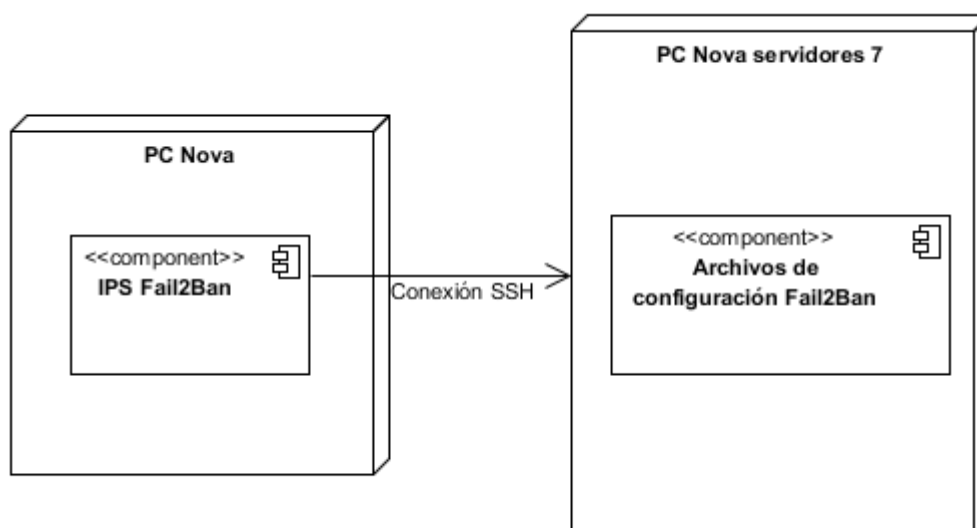 PC Nova servidores 7
PC Nova
<<component>>
IPS Fail2Ban
Conexión SSH
<<component>>
Archivos de
configuración Fail2Ban